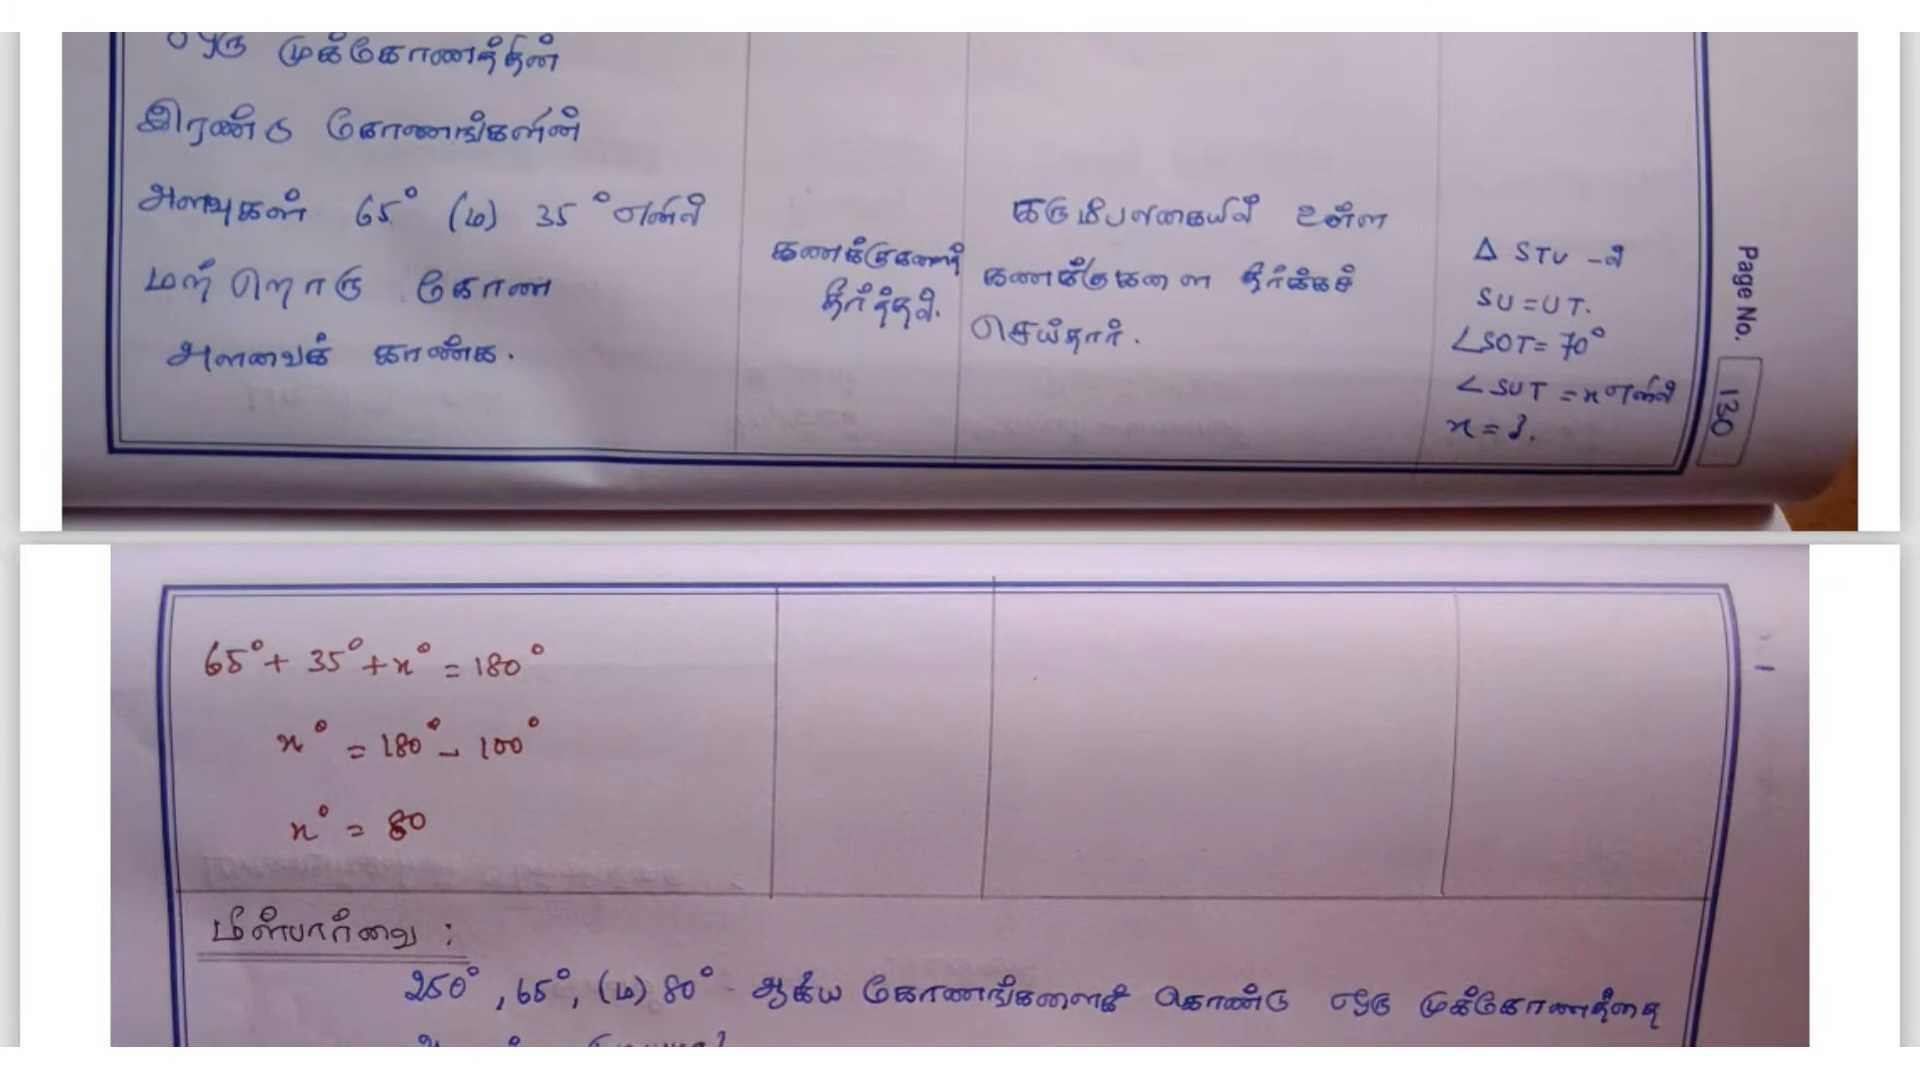 ஒரு முக்கோணத்தின்
இரண்டு கோணங்களின்
அளவுகள் 65° (ம) 35° எனில்
மற்றொரு கோண
அளவைக் காண்க.
கணக்குகளைத்
தீர்த்தல்.
கரும்பலகையில் உள்ள
கணக்குகளை தீர்க்கச்
செய்தார்.
Δ STU -ல்
SU = UT.
∠SOT = 70°
∠SUT = x எனில்
x = ?.
Page No. 130
65° + 35° + x° = 180°
x° = 180° - 100°
x° = 80
மீள்பார்வை :
250°, 65°, (ம) 80° ஆகிய கோணங்களைக் கொண்டு ஒரு முக்கோணத்தை